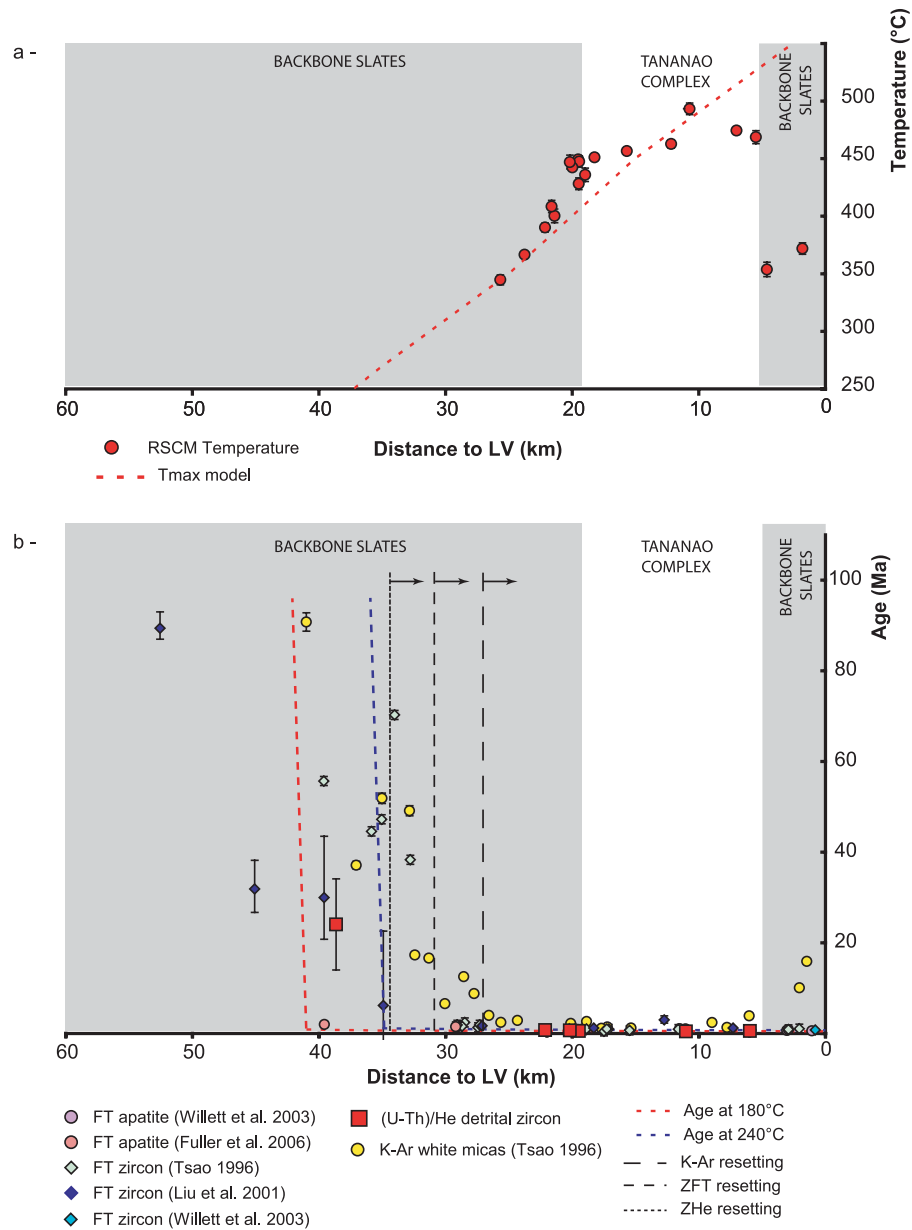 a -
BACKBONE SLATES
TANANAO
COMPLEX
BACKBONE
SLATES
Temperature (°C)
500
450
400
350
300
250
60
50
40
30
20
10
0
Distance to LV (km)
RSCM Temperature
Tmax model
b -
BACKBONE SLATES
TANANAO
COMPLEX
BACKBONE
SLATES
Age (Ma)
100
80
60
40
20
60
50
40
30
20
10
0
Distance to LV (km)
FT apatite (Willett et al. 2003)
FT apatite (Fuller et al. 2006)
FT zircon (Tsao 1996)
FT zircon (Liu et al. 2001)
FT zircon (Willett et al. 2003)
(U-Th)/He detrital zircon
K-Ar white micas (Tsao 1996)
Age at 180°C
Age at 240°C
K-Ar resetting
ZFT resetting
ZHe resetting